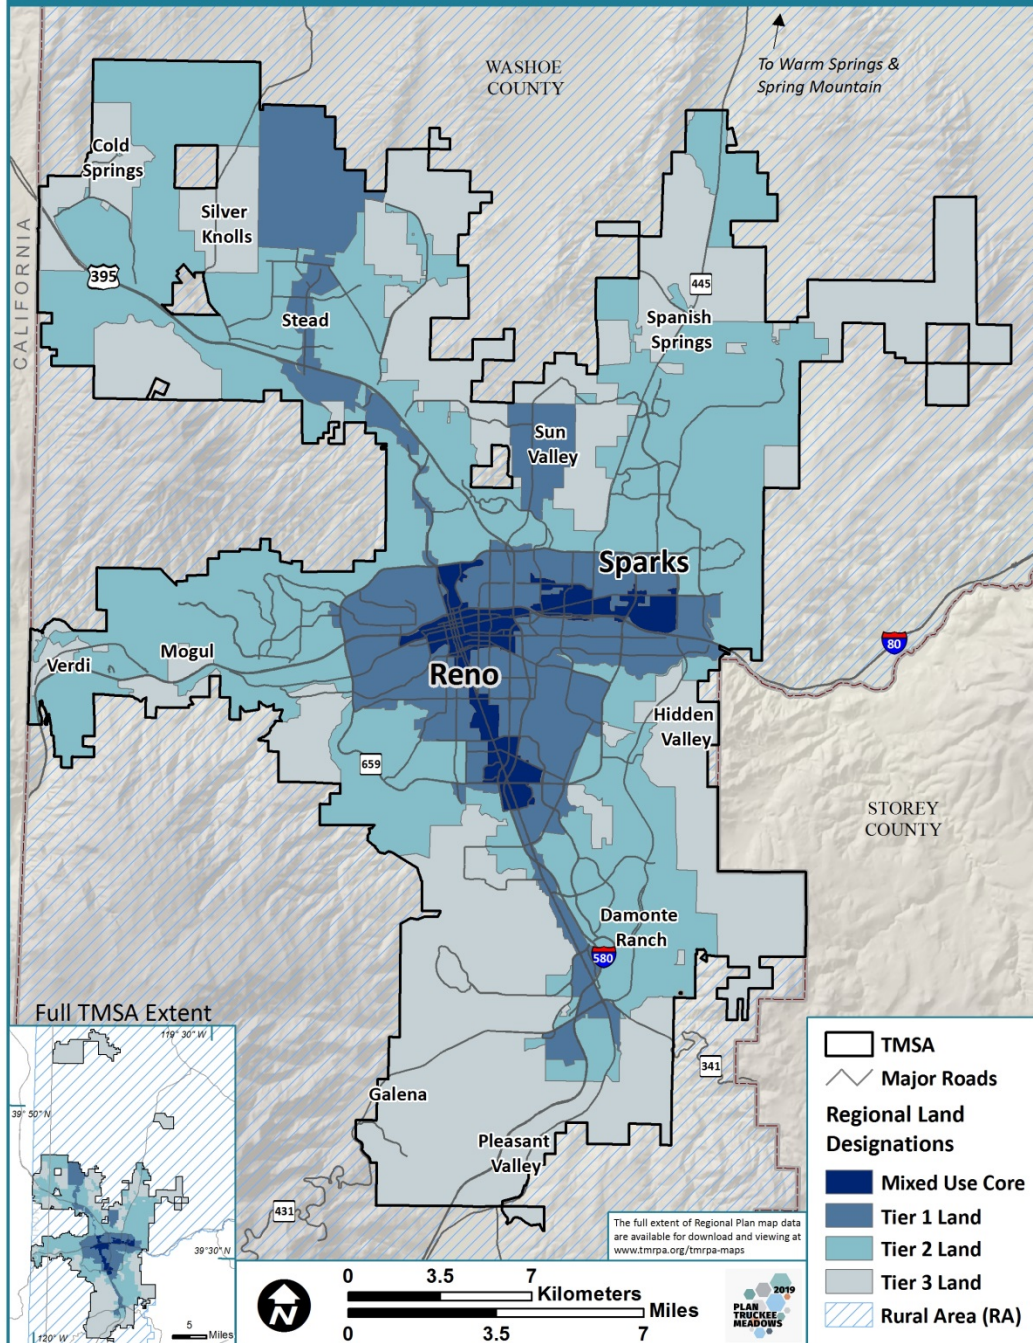 To Warm Springs &
Spring Mountain
WASHOE
COUNTY
Cold
Springs
Silver
Knolls
CALIFORNIA
395
445
Stead
Spanish
Springs
Sun
Valley
Sparks
80
Verdi
Mogul
Reno
Hidden
Valley
659
STOREY
COUNTY
Damonte
Ranch
580
341
Galena
Pleasant
Valley
431
Full TMSA Extent
119° 30" W
39° 50" N
39°30" N
120° W
5
Miles
The full extent of Regional Plan map data
are available for download and viewing at
www.tmrpa.org/tmrpa-maps
N
0 3.5 7
Kilometers
Miles
0 3.5 7
2019
PLAN
TRUCKEE
MEADOWS
TMSA
Major Roads
Regional Land
Designations
Mixed Use Core
Tier 1 Land
Tier 2 Land
Tier 3 Land
Rural Area (RA)